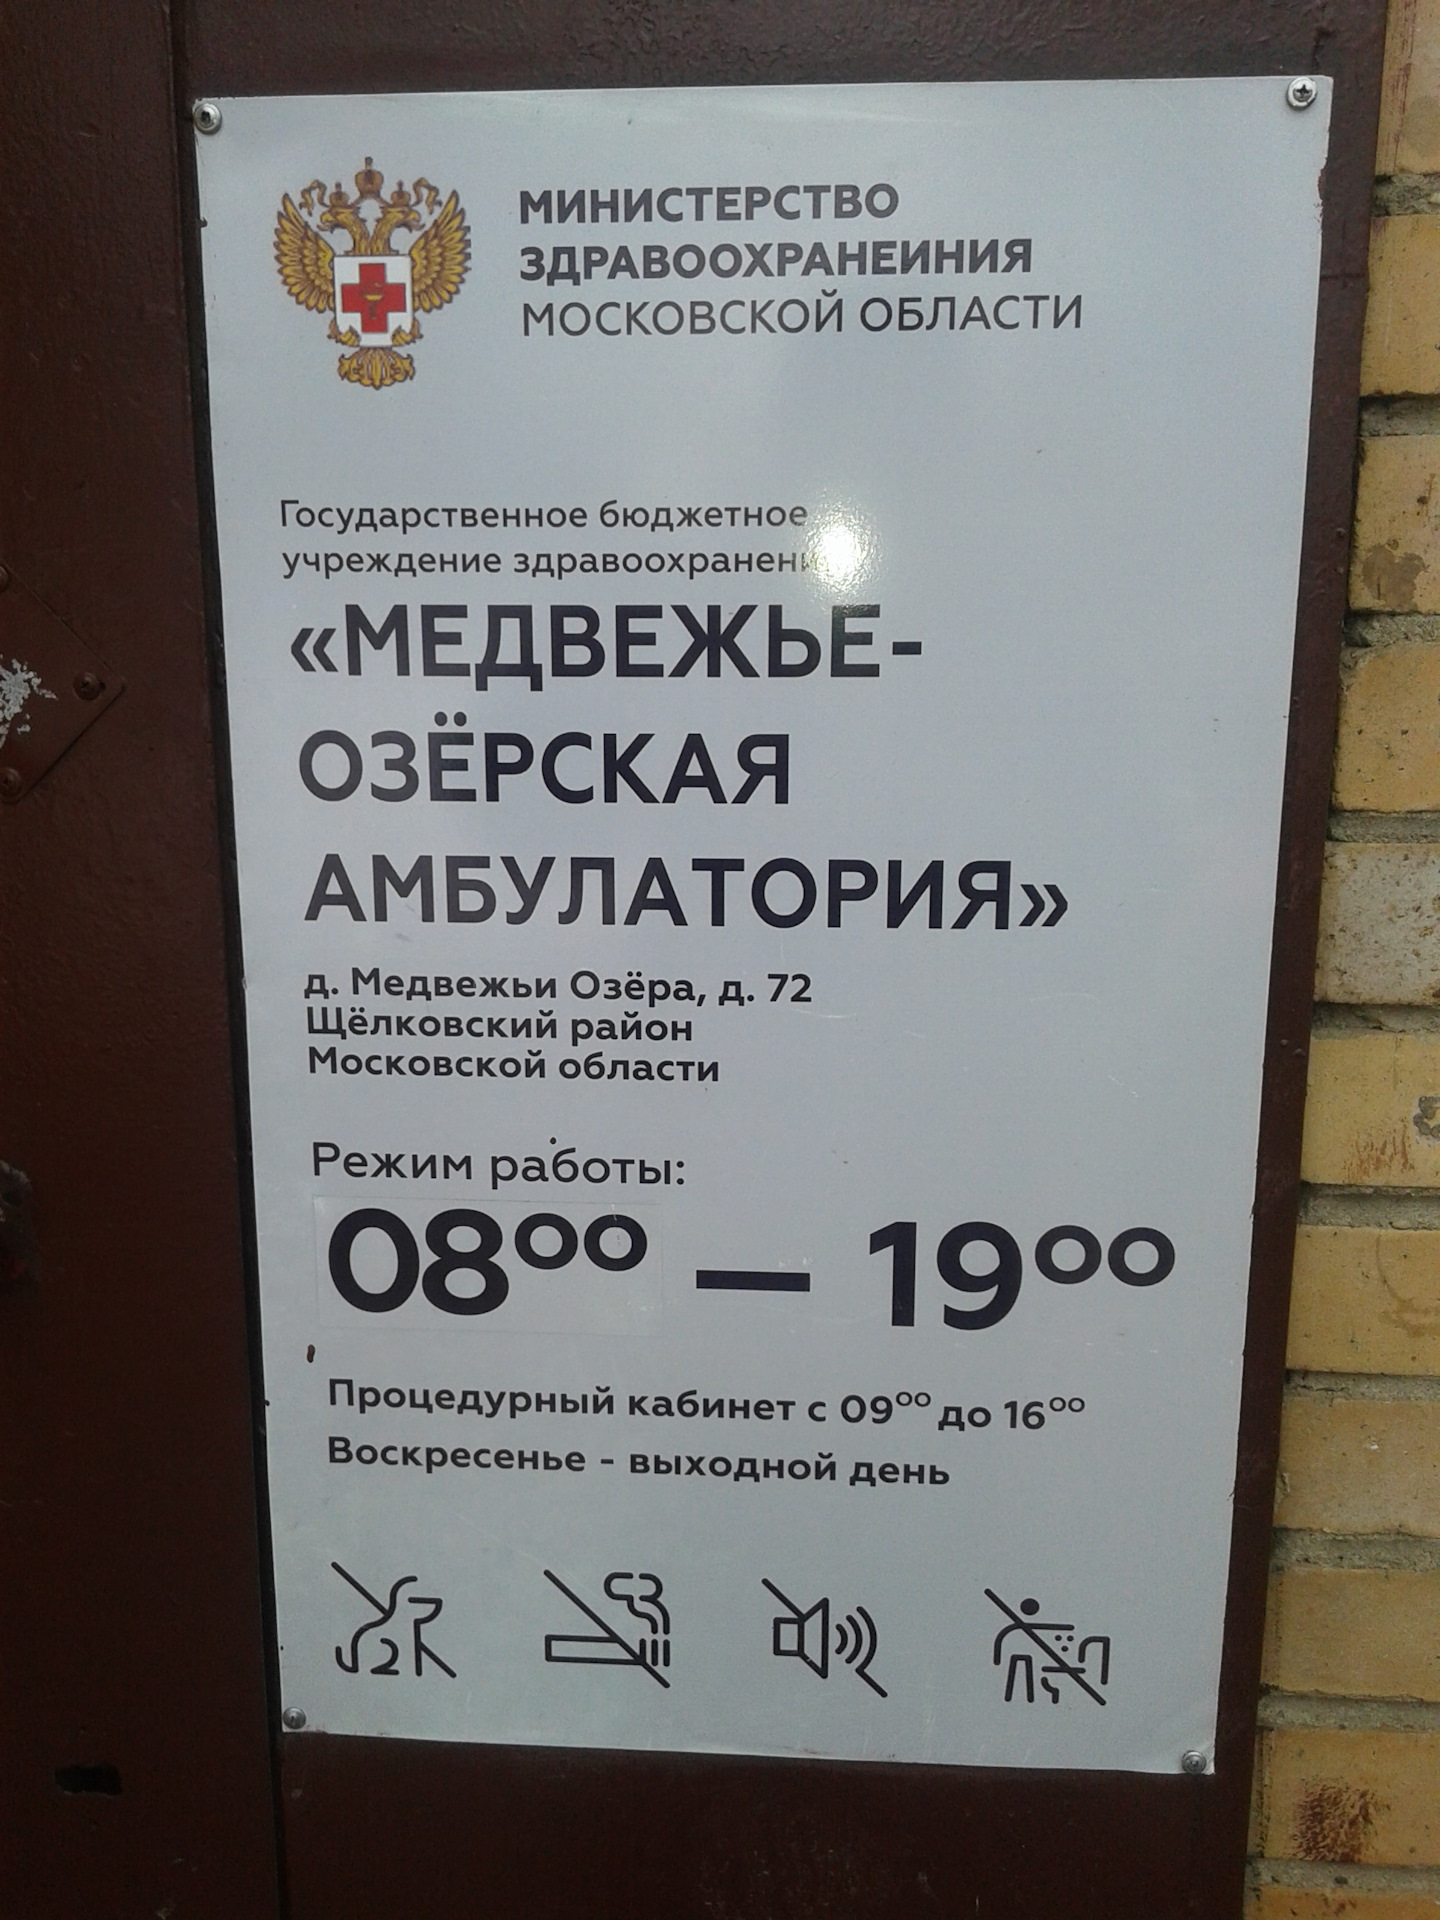 МИНИСТЕРСТВО
ЗДРАВООХРАНЕИНИЯ
МОСКОВСКОЙ ОБЛАСТИ
Государственное бюджетное
учреждение здравоохранения
«МЕДВЕЖЬЕ-
ОЗЁРСКАЯ
АМБУЛАТОРИЯ»
д. Медвежьи Озёра, д. 72
Щёлковский район
Московской области
Режим работы:
08⁰⁰ — 19⁰⁰
Процедурный кабинет с 09⁰⁰ до 16⁰⁰
Воскресенье - выходной день